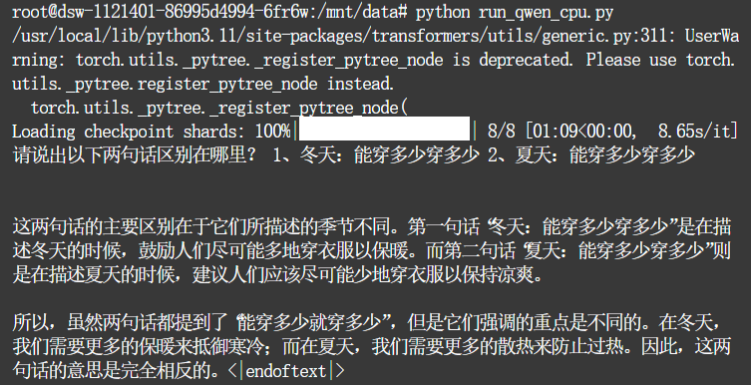 root@dsw-1121401-86995d4994-6fr6w:/mnt/data# python run_qwen_cpu.py
/usr/local/lib/python3.11/site-packages/transformers/utils/generic.py:311: UserWa
rning: torch.utils._pytree._register_pytree_node is deprecated. Please use torch.
utils._pytree.register_pytree_node instead.
  torch.utils._pytree._register_pytree_node(
Loading checkpoint shards: 100%| | 8/8 [01:09<00:00,  8.65s/it]
请说出以下两句话区别在哪里？ 1、冬天：能穿多少穿多少 2、夏天：能穿多少穿多少
这两句话的主要区别在于它们所描述的季节不同。第一句话“冬天：能穿多少穿多少”是在描
述冬天的时候，鼓励人们尽可能多地穿衣服以保暖。而第二句话“夏天：能穿多少穿多少”则
是在描述夏天的时候，建议人们应该尽可能少地穿衣服以保持凉爽。
所以，虽然两句话都提到了“能穿多少就穿多少”，但是它们强调的重点是不同的。在冬天，
我们需要更多的保暖来抵御寒冷；而在夏天，我们需要更多的散热来防止过热。因此，这两
句话的意思是完全相反的。<|endoftext|>